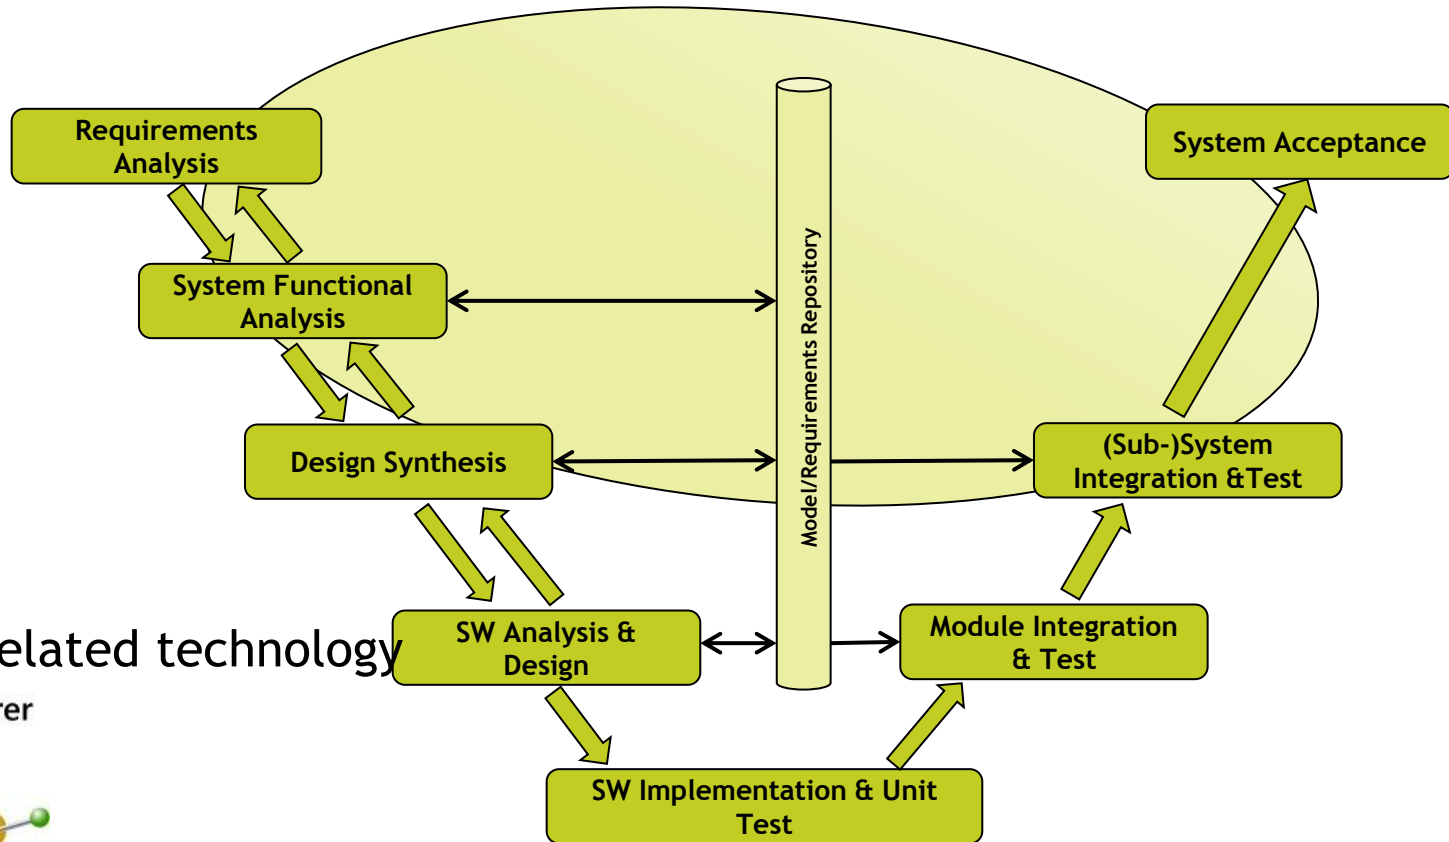 Requirements
Analysis
System Acceptance
System Functional
Analysis
Model/Requirements Repository
Design Synthesis
(Sub-)System
Integration &Test
elated technology
SW Analysis &
Design
Module Integration
& Test
rer
SW Implementation & Unit
Test